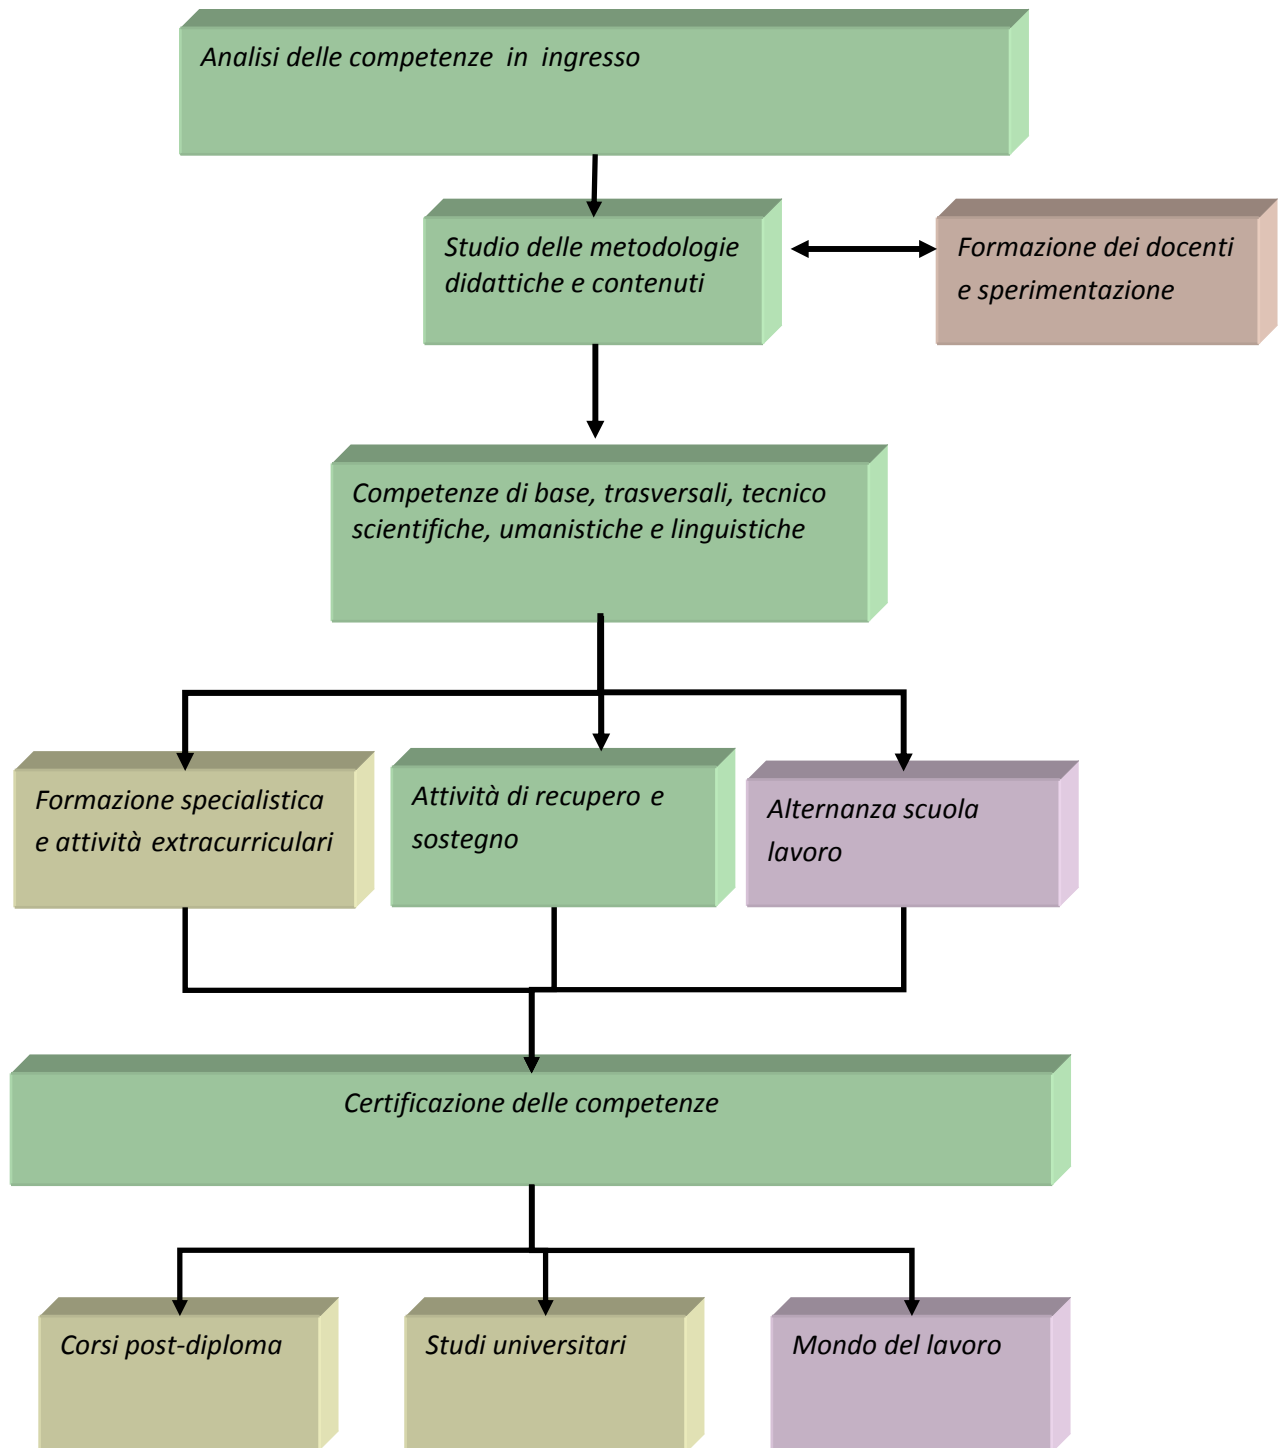 Analisi delle competenze in ingresso
Studio delle metodologie
didattiche e contenuti
Formazione dei docenti
e sperimentazione
Competenze di base, trasversali, tecnico
scientifiche, umanistiche e linguistiche
Formazione specialistica
e attività extracurriculari
Attività di recupero e
sostegno
Alternanza scuola
lavoro
Certificazione delle competenze
Corsi post-diploma
Studi universitari
Mondo del lavoro